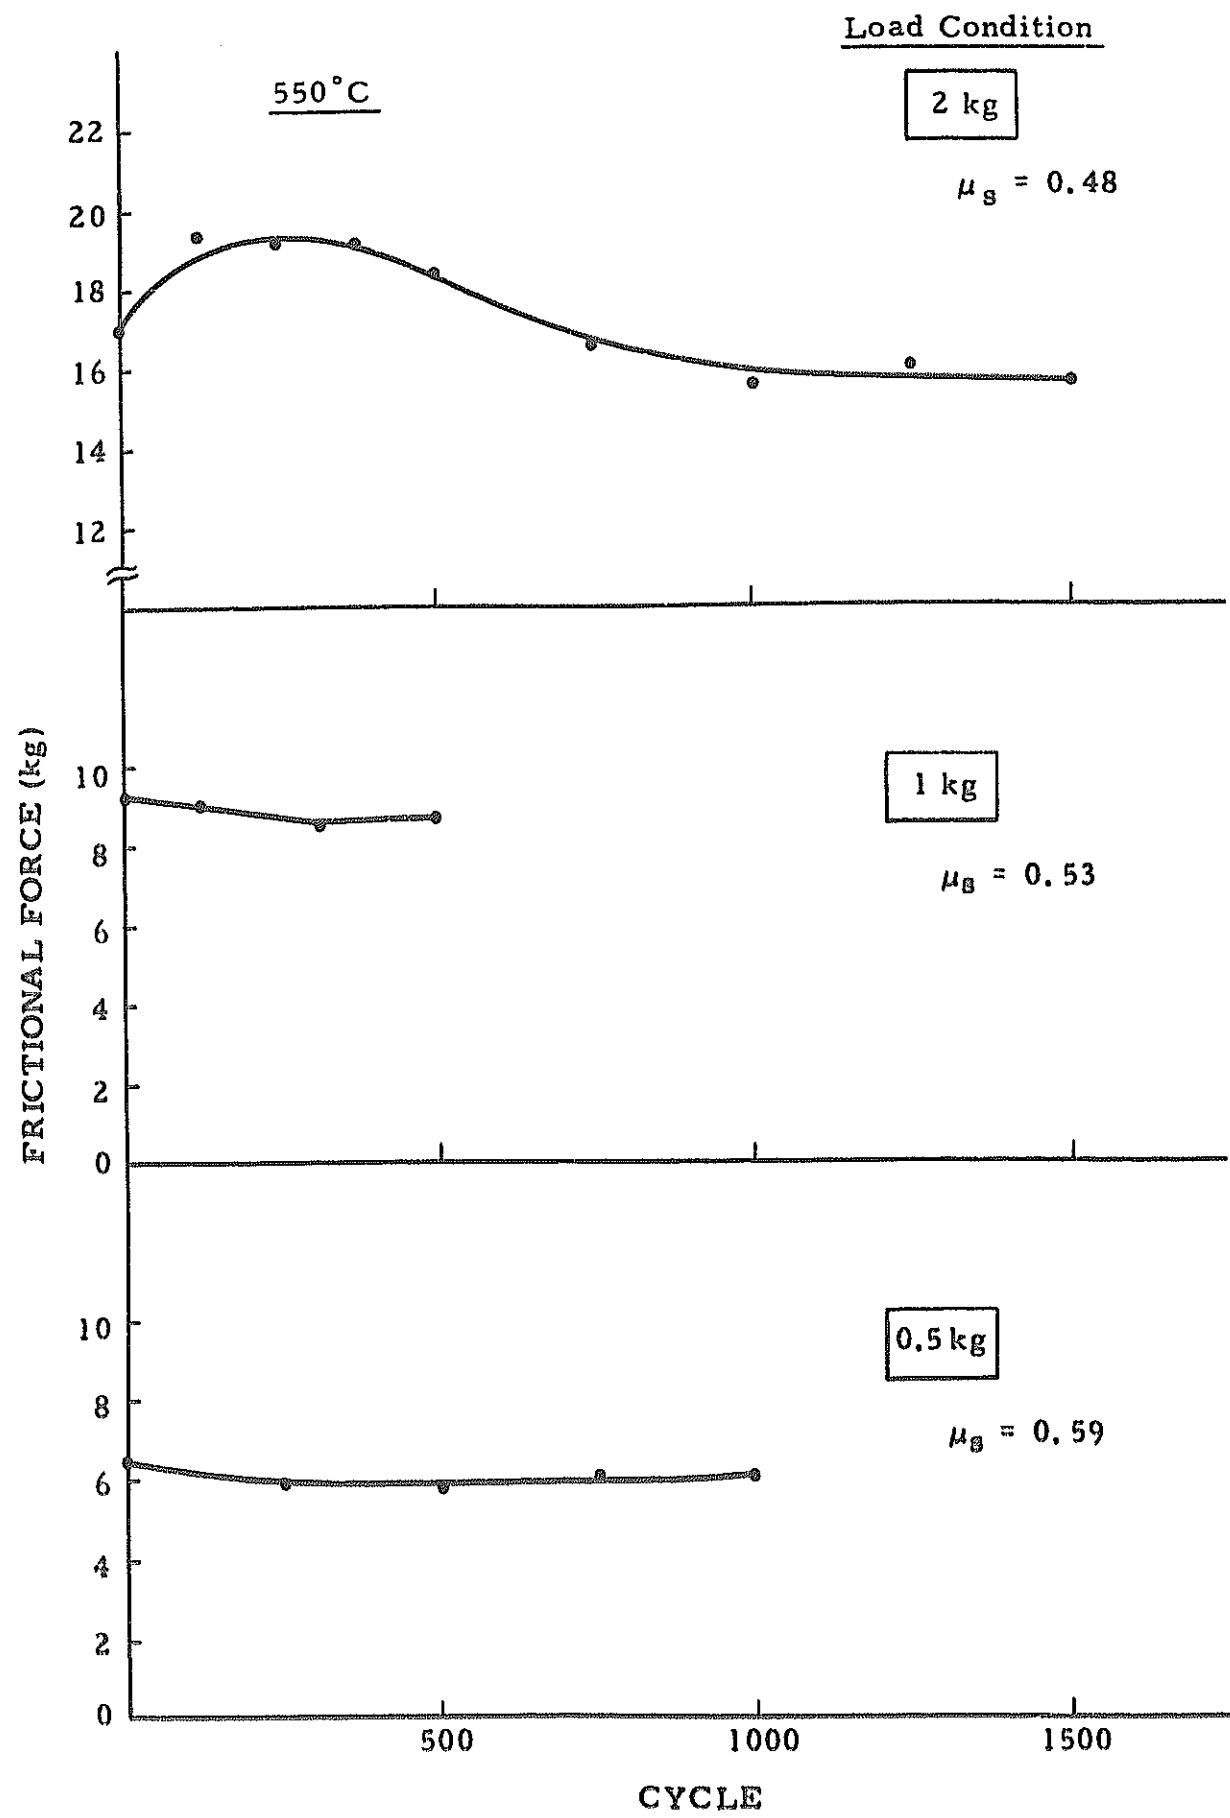 Load Condition
550°C
2 kg
μs = 0.48
22
20
18
16
14
12
FRICTIONAL FORCE (kg)
10
8
6
4
2
0
1 kg
μs = 0.53
10
8
6
4
2
0
0.5 kg
μs = 0.59
500
1000
1500
CYCLE